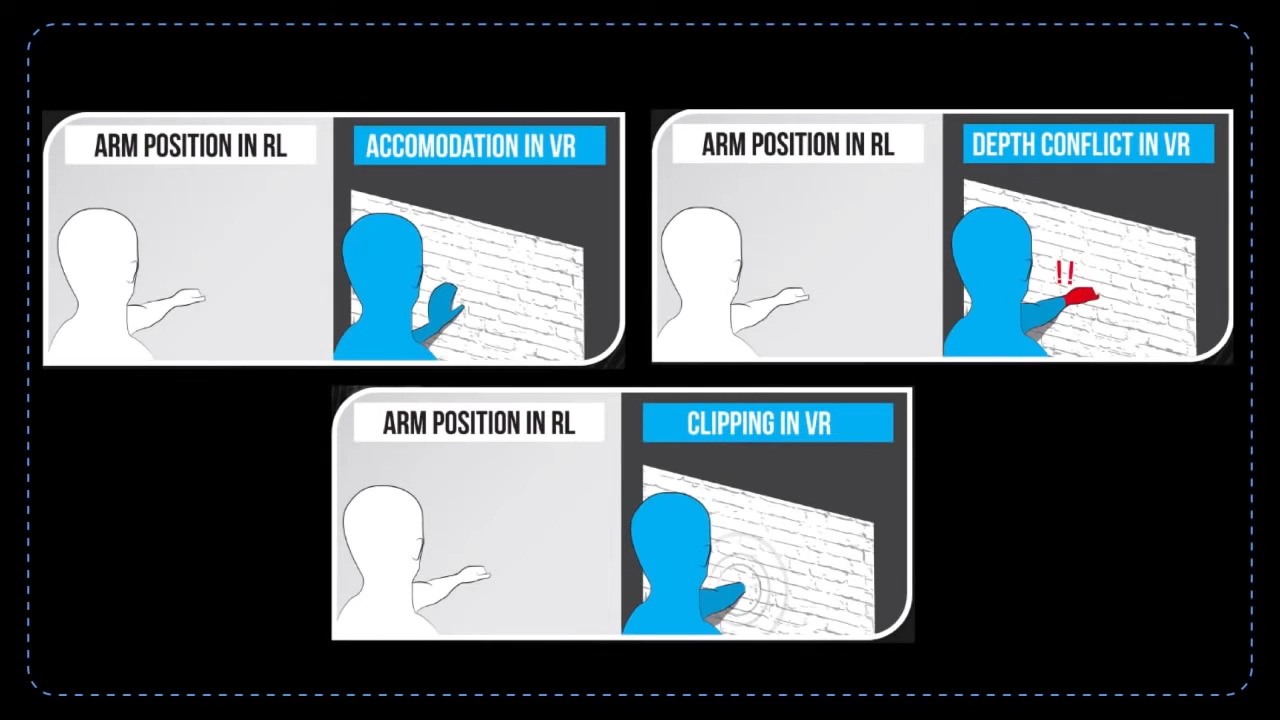 ARM POSITION IN RL
ACCOMODATION IN VR
ARM POSITION IN RL
DEPTH CONFLICT IN VR
!!
ARM POSITION IN RL
CLIPPING IN VR